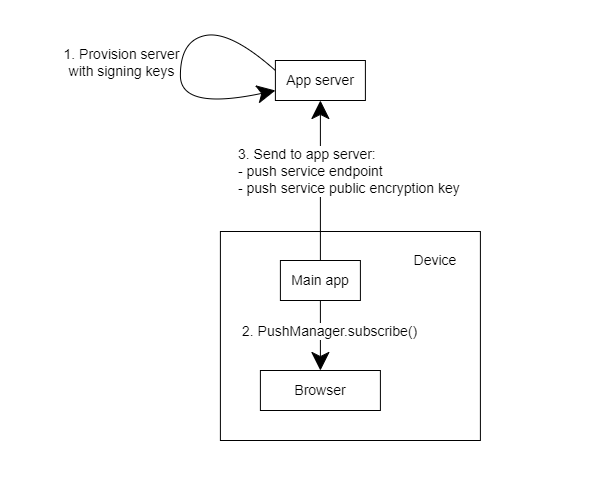 1. Provision server
with signing keys
App server
3. Send to app server:
- push service endpoint
- push service public encryption key
Device
Main app
2. PushManager.subscribe()
Browser